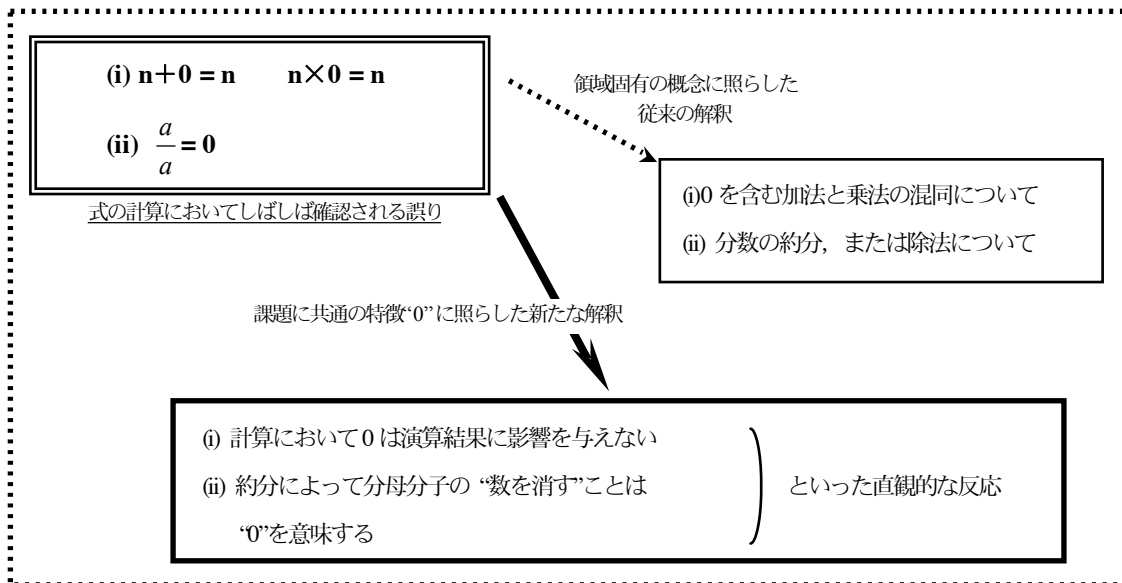 (i) n＋0 = n　　n×0 = n
(ii) a/a = 0
式の計算においてしばしば確認される誤り
領域固有の概念に照らした
従来の解釈
(i)0 を含む加法と乗法の混同について
(ii) 分数の約分，または除法について
課題に共通の特徴“0”に照らした新たな解釈
(i) 計算において 0 は演算結果に影響を与えない
(ii) 約分によって分母分子の “数を消す”ことは
“0”を意味する
といった直観的な反応